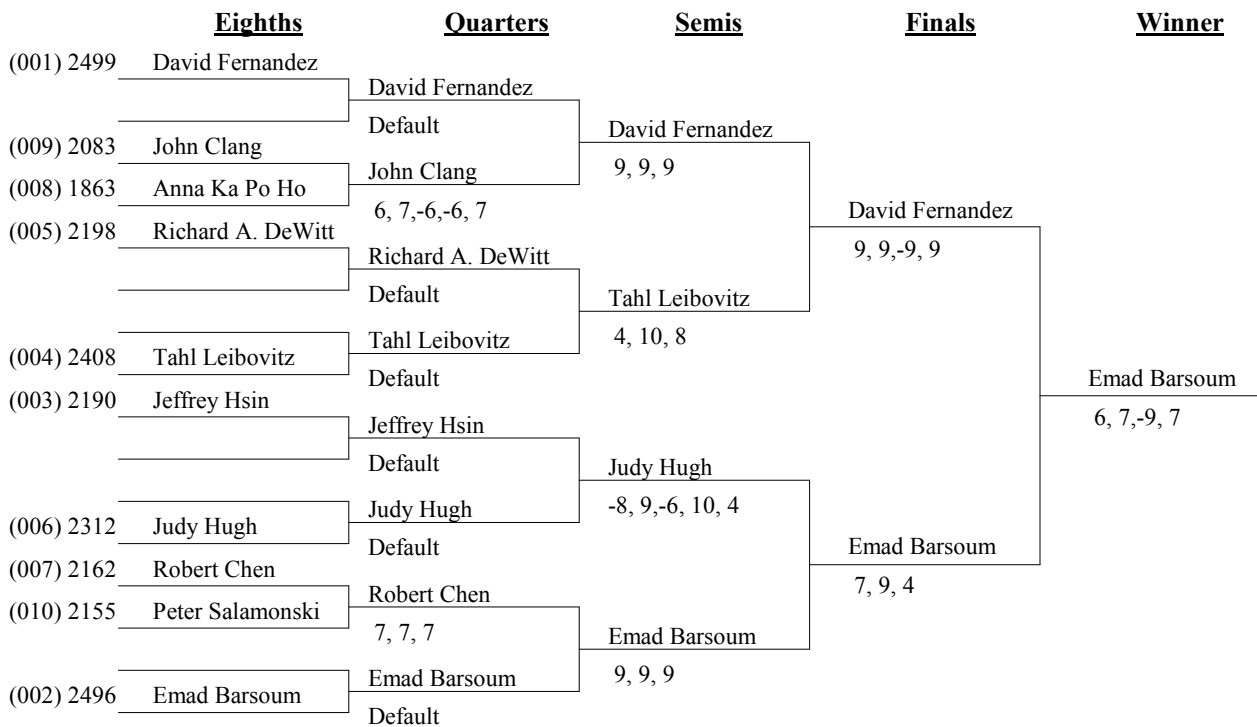 Eighths Quarters Semis Finals Winner
(001) 2499 David Fernandez
David Fernandez
Default
David Fernandez
(009) 2083 John Clang
9, 9, 9
John Clang
(008) 1863 Anna Ka Po Ho
6, 7,-6,-6, 7
David Fernandez
(005) 2198 Richard A. DeWitt
9, 9,-9, 9
Richard A. DeWitt
Default
Tahl Leibovitz
4, 10, 8
Tahl Leibovitz
(004) 2408 Tahl Leibovitz
Default
Emad Barsoum
6, 7,-9, 7
(003) 2190 Jeffrey Hsin
Jeffrey Hsin
Default
Judy Hugh
-8, 9,-6, 10, 4
Judy Hugh
(006) 2312 Judy Hugh
Default
Emad Barsoum
7, 9, 4
(007) 2162 Robert Chen
Robert Chen
(010) 2155 Peter Salamonski
7, 7, 7
Emad Barsoum
9, 9, 9
Emad Barsoum
(002) 2496 Emad Barsoum
Default